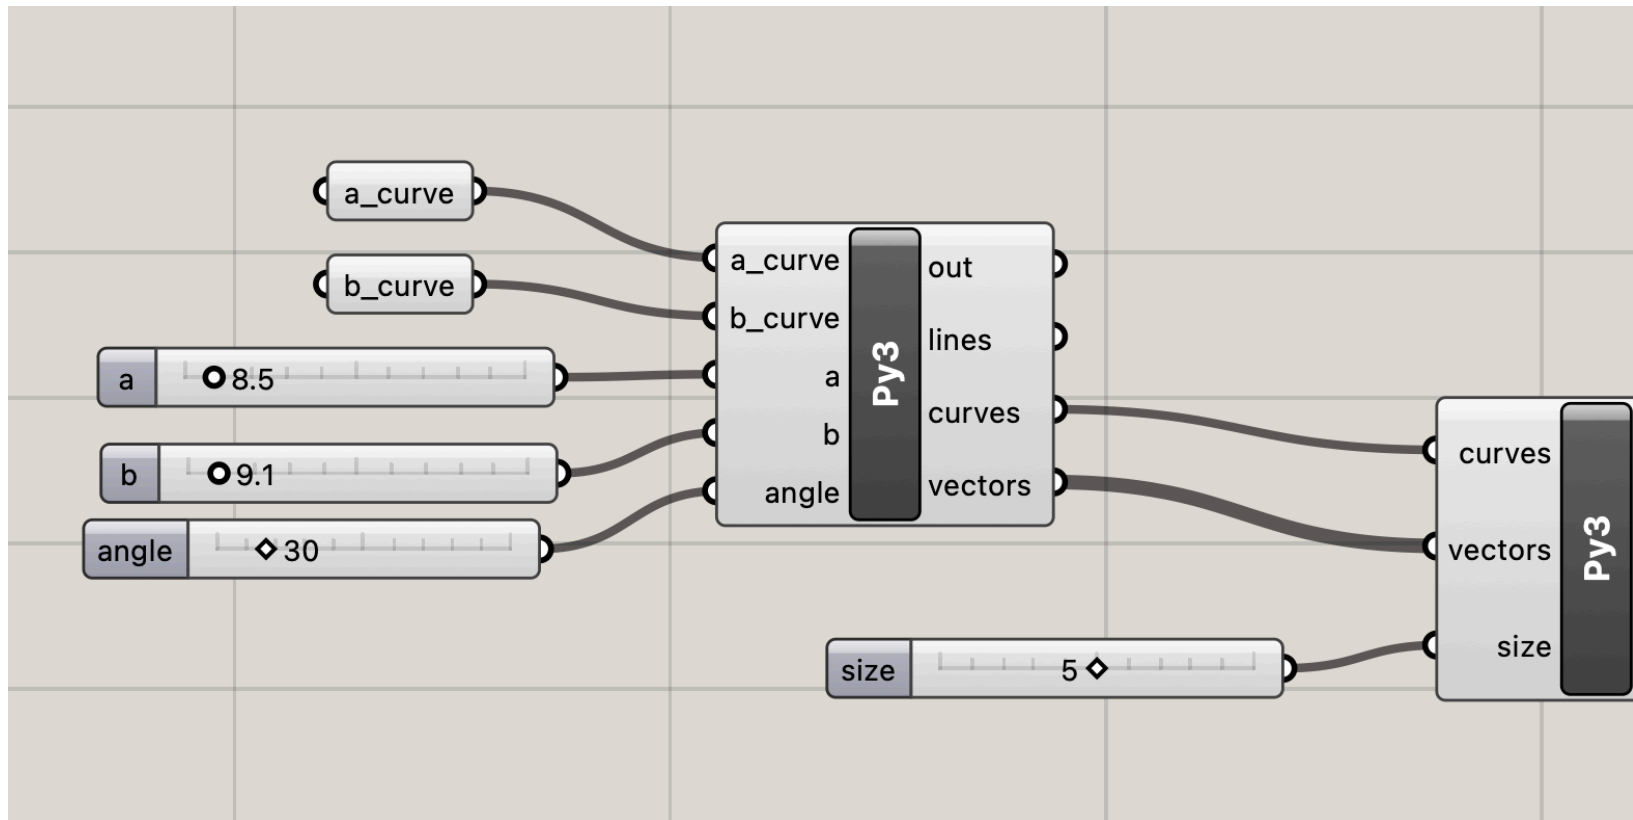 a_curve
b_curve
a 8.5
b 9.1
angle 30
a_curve
b_curve
a
b
angle
Py3
out
lines
curves
vectors
size 5
curves
vectors
size
Py3